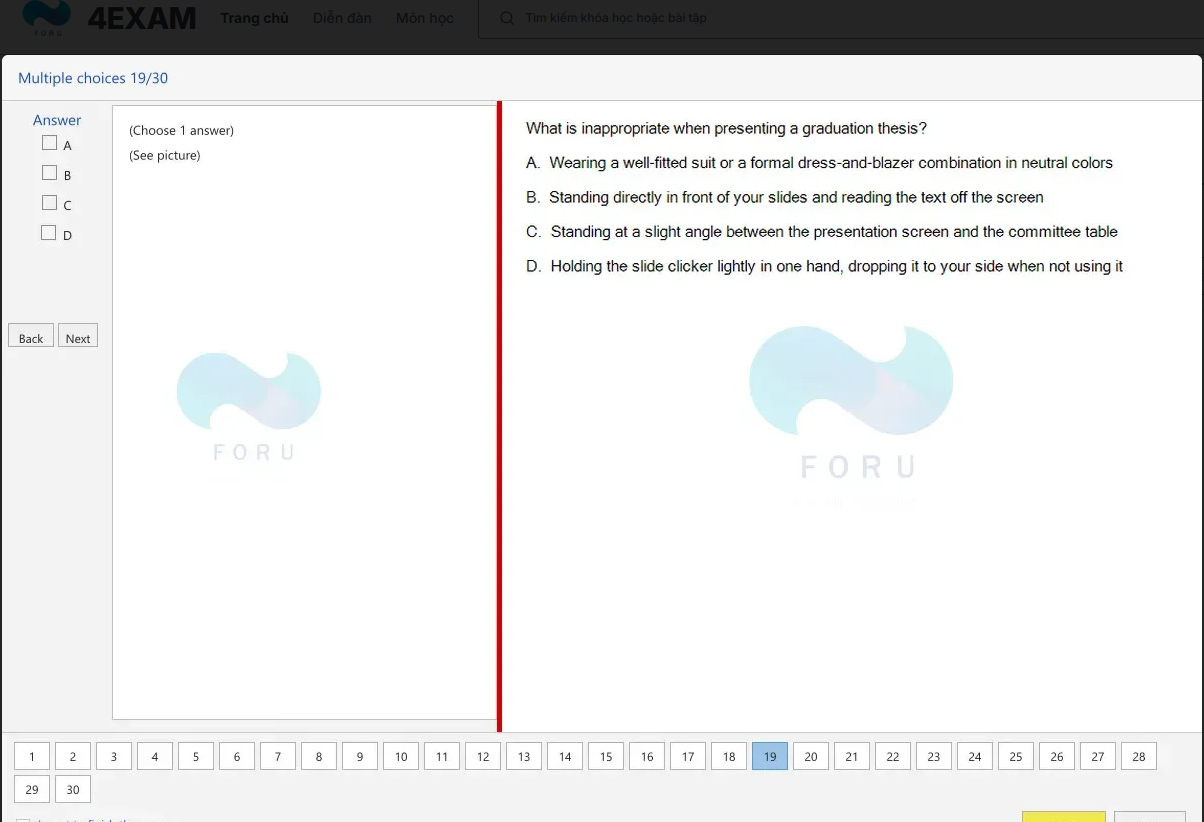 FORU
4EXAM
Trang chủ
Diễn đàn
Môn học
Tìm kiếm khóa học hoặc bài tập
Multiple choices 19/30
Answer
A
B
C
D
Back
Next
(Choose 1 answer)
(See picture)
FORU
What is inappropriate when presenting a graduation thesis?
A. Wearing a well-fitted suit or a formal dress-and-blazer combination in neutral colors
B. Standing directly in front of your slides and reading the text off the screen
C. Standing at a slight angle between the presentation screen and the committee table
D. Holding the slide clicker lightly in one hand, dropping it to your side when not using it
FORU
1 2 3 4 5 6 7 8 9 10 11 12 13 14 15 16 17 18 19 20 21 22 23 24 25 26 27 28
29 30